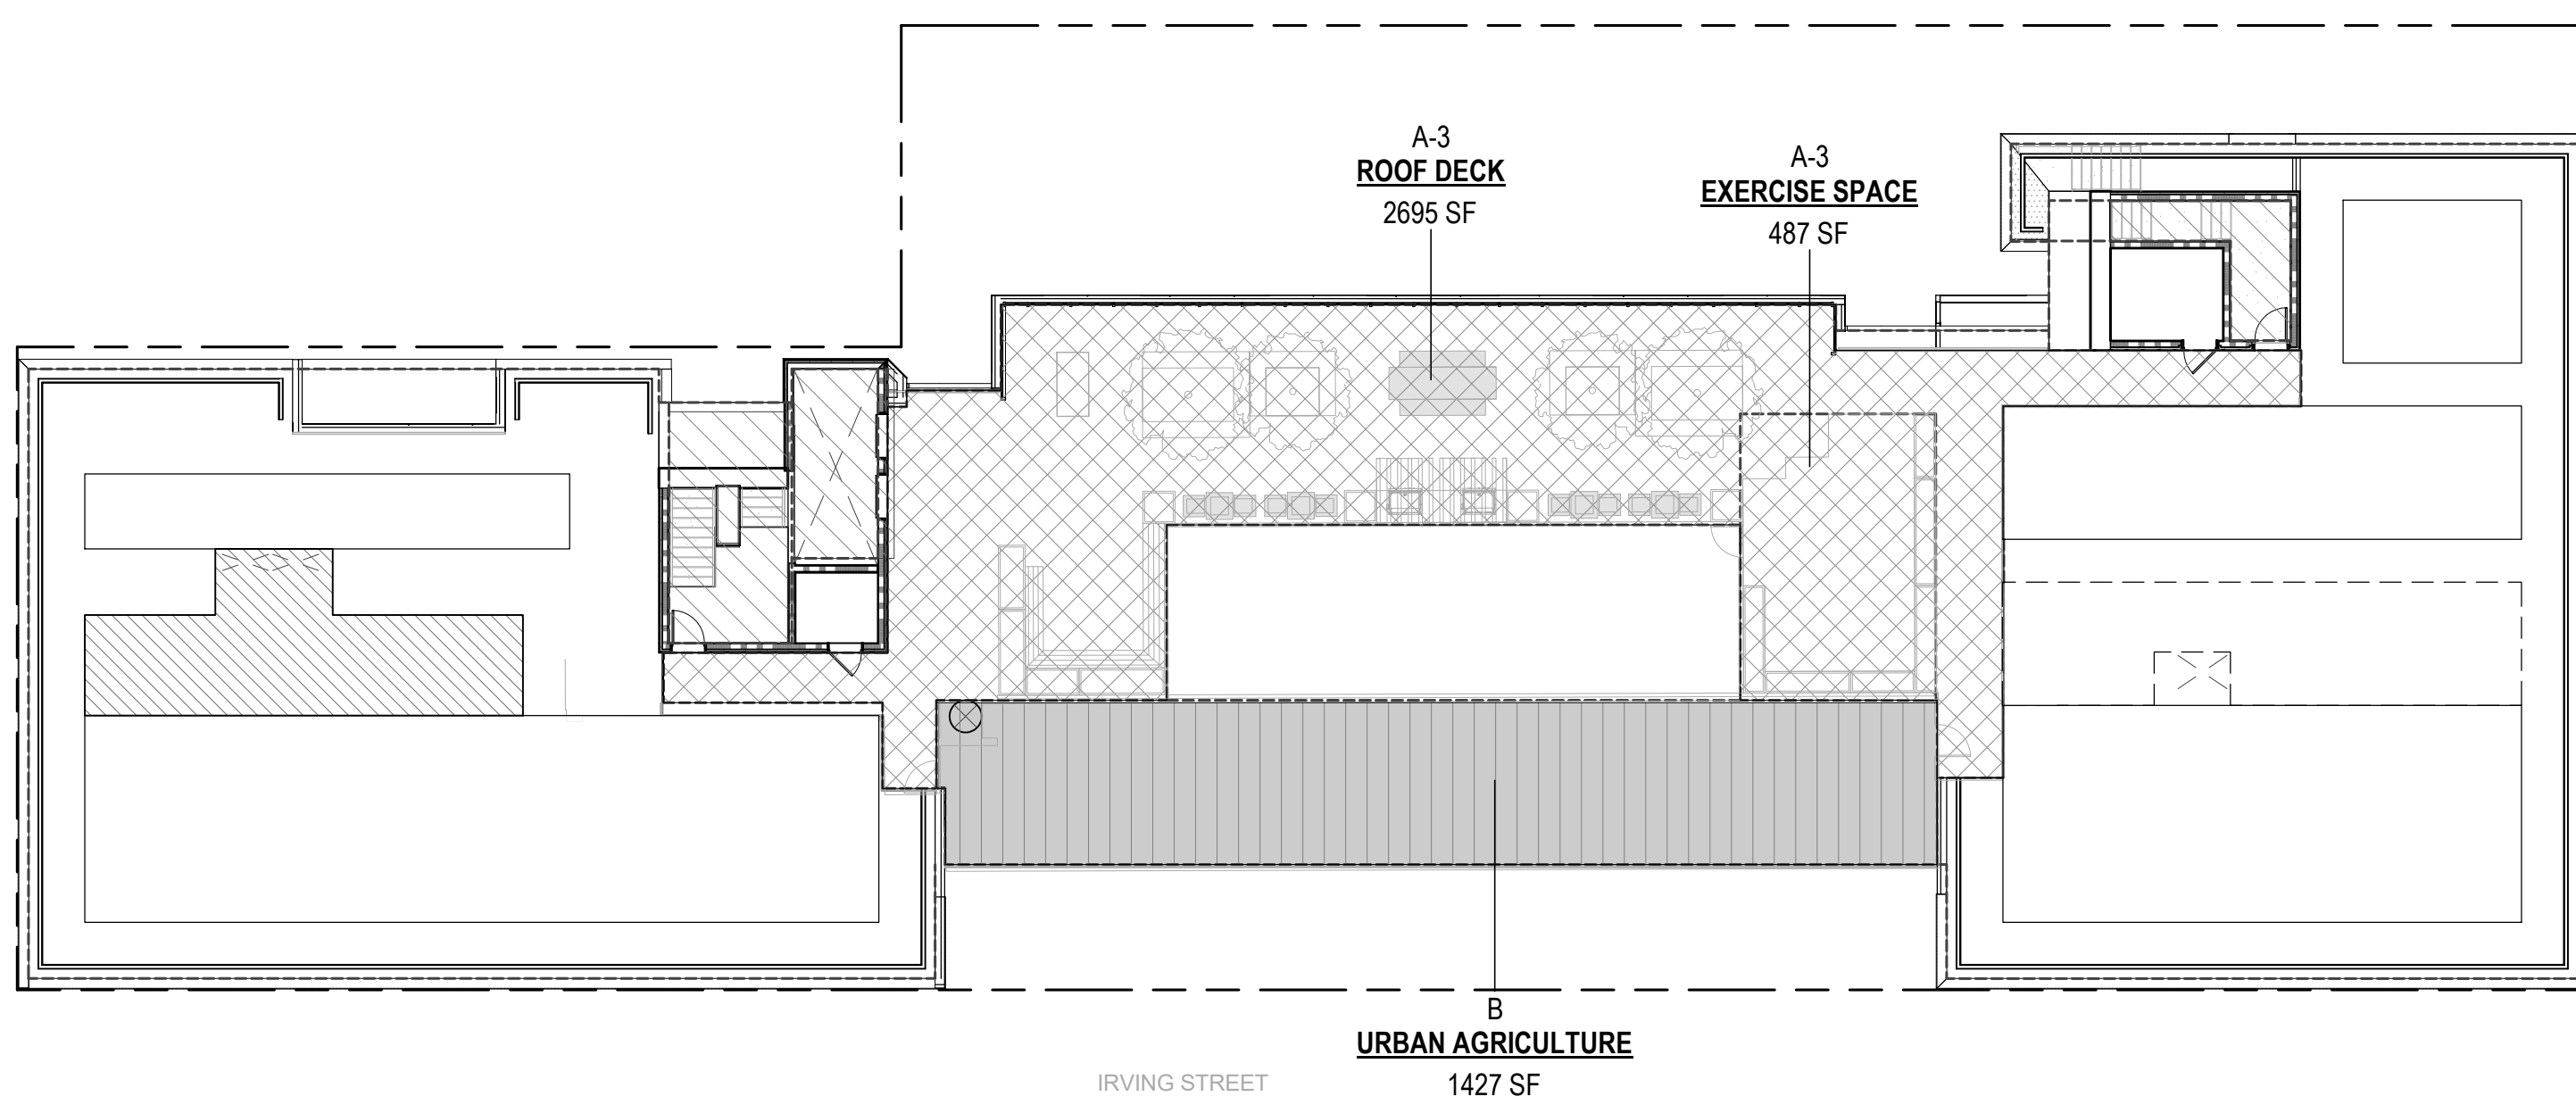 A-3
ROOF DECK
2695 SF
A-3
EXERCISE SPACE
487 SF
B
URBAN AGRICULTURE
1427 SF
IRVING STREET